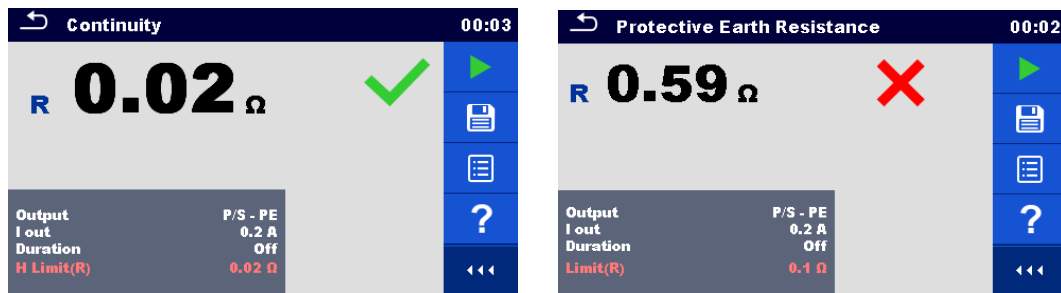 Continuity 00:03
R 0.02 Ω
Output P/S - PE
I out 0.2 A
Duration Off
H Limit(R) 0.02 Ω
?
Protective Earth Resistance 00:02
R 0.59 Ω
Output P/S - PE
I out 0.2 A
Duration Off
Limit(R) 0.1 Ω
?